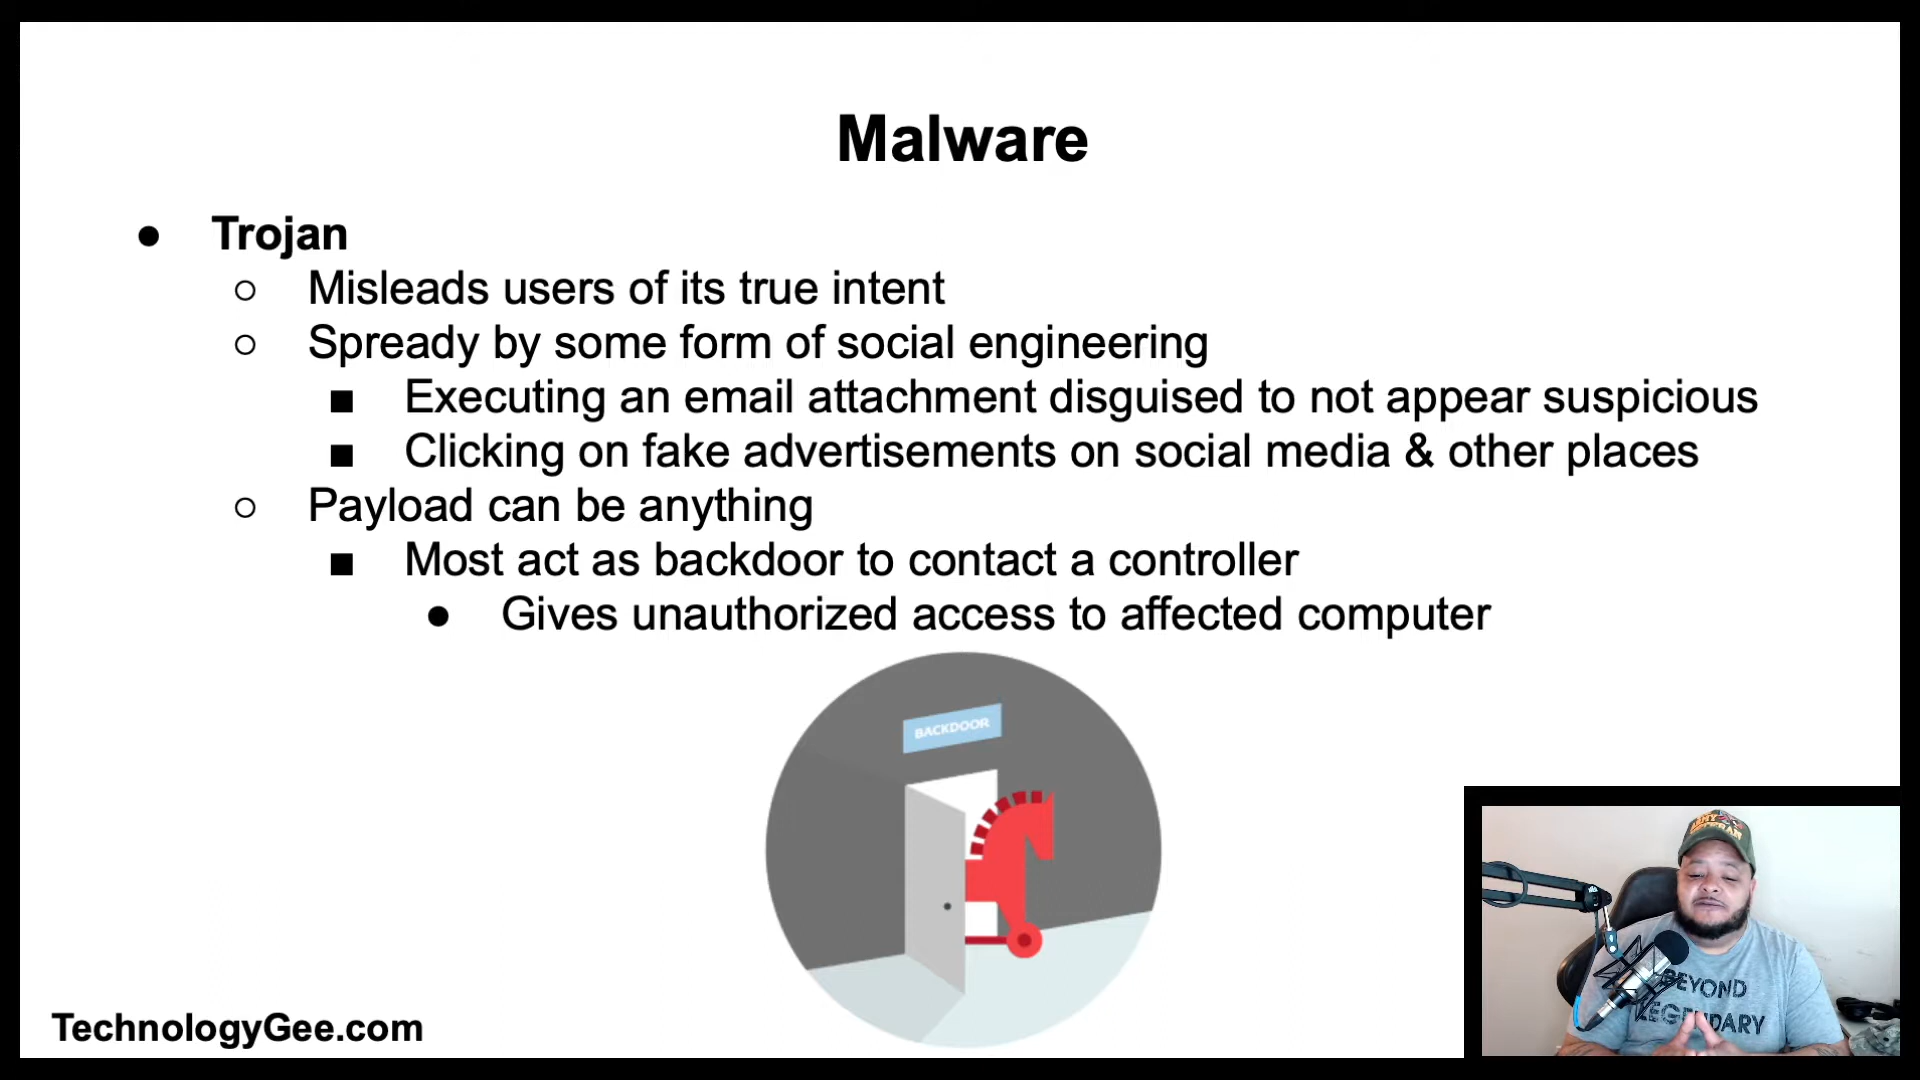 Malware
● Trojan
○ Misleads users of its true intent
○ Spready by some form of social engineering
■ Executing an email attachment disguised to not appear suspicious
■ Clicking on fake advertisements on social media & other places
○ Payload can be anything
■ Most act as backdoor to contact a controller
● Gives unauthorized access to affected computer
BACKDOOR
BEYOND
LEGENDARY
TechnologyGee.com